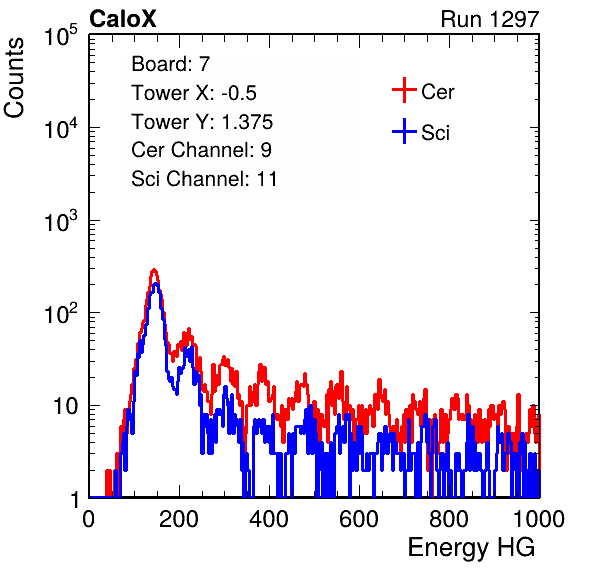 CaloX Run 1297
Counts
10^5
10^4
10^3
10^2
10
1
Board: 7
Tower X: -0.5
Tower Y: 1.375
Cer Channel: 9
Sci Channel: 11
Cer
Sci
0 200 400 600 800 1000
Energy HG